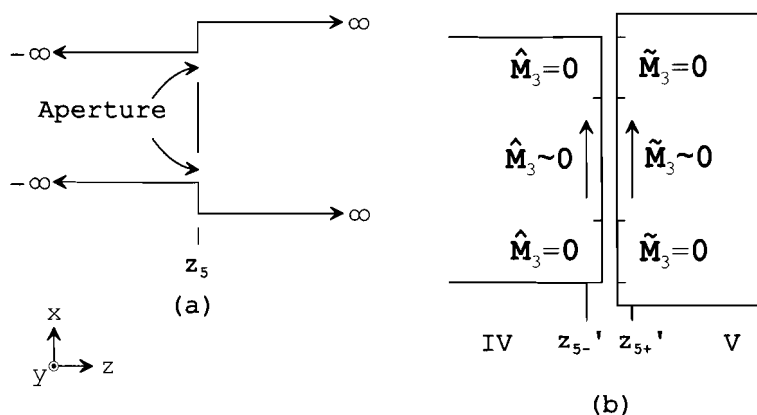 ∞
-∞
Aperture
-∞
∞
z₅
(a)
x
y
z
M̂₃=0
M̃₃=0
M̂₃~0
M̃₃~0
M̂₃=0
M̃₃=0
IV
z₅₋'
z₅₊'
V
(b)